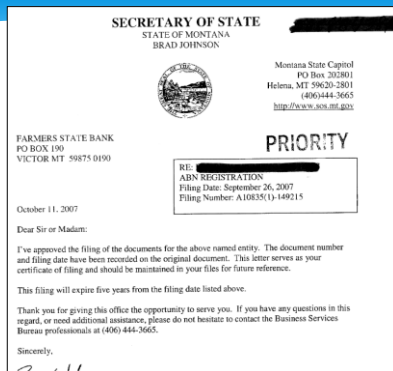 SECRETARY OF STATE
STATE OF MONTANA
BRAD JOHNSON
Montana State Capitol
PO Box 202801
Helena, MT 59620-2801
(406)444-3665
http://www.sos.mt.gov
FARMERS STATE BANK
PO BOX 190
VICTOR MT 59875 0190
PRIORITY
RE:
ABN REGISTRATION
Filing Date: September 26, 2007
Filing Number: A10835(1)-149215
October 11, 2007
Dear Sir or Madam:
I've approved the filing of the documents for the above named entity. The document number
and filing date have been recorded on the original document. This letter serves as your
certificate of filing and should be maintained in your files for future reference.
This filing will expire five years from the filing date listed above.
Thank you for giving this office the opportunity to serve you. If you have any questions in this
regard, or need additional assistance, please do not hesitate to contact the Business Services
Bureau professionals at (406) 444-3665.
Sincerely,